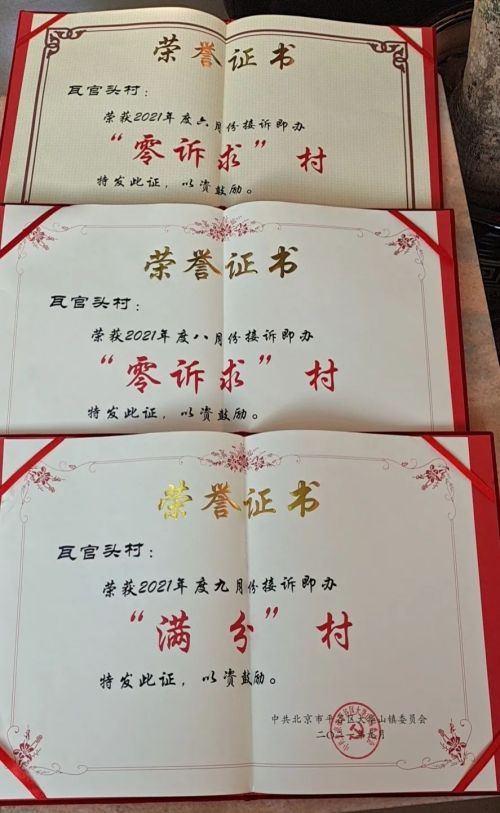 荣誉证书
瓦官头村：
荣获2021年度六月份接诉即办
“零诉求”村
特发此证，以资鼓励。
荣誉证书
瓦官头村：
荣获2021年度八月份接诉即办
“零诉求”村
特发此证，以资鼓励。
荣誉证书
瓦官头村：
荣获2021年度九月份接诉即办
“满分”村
特发此证，以资鼓励。
中共北京市平谷区大华山镇委员会